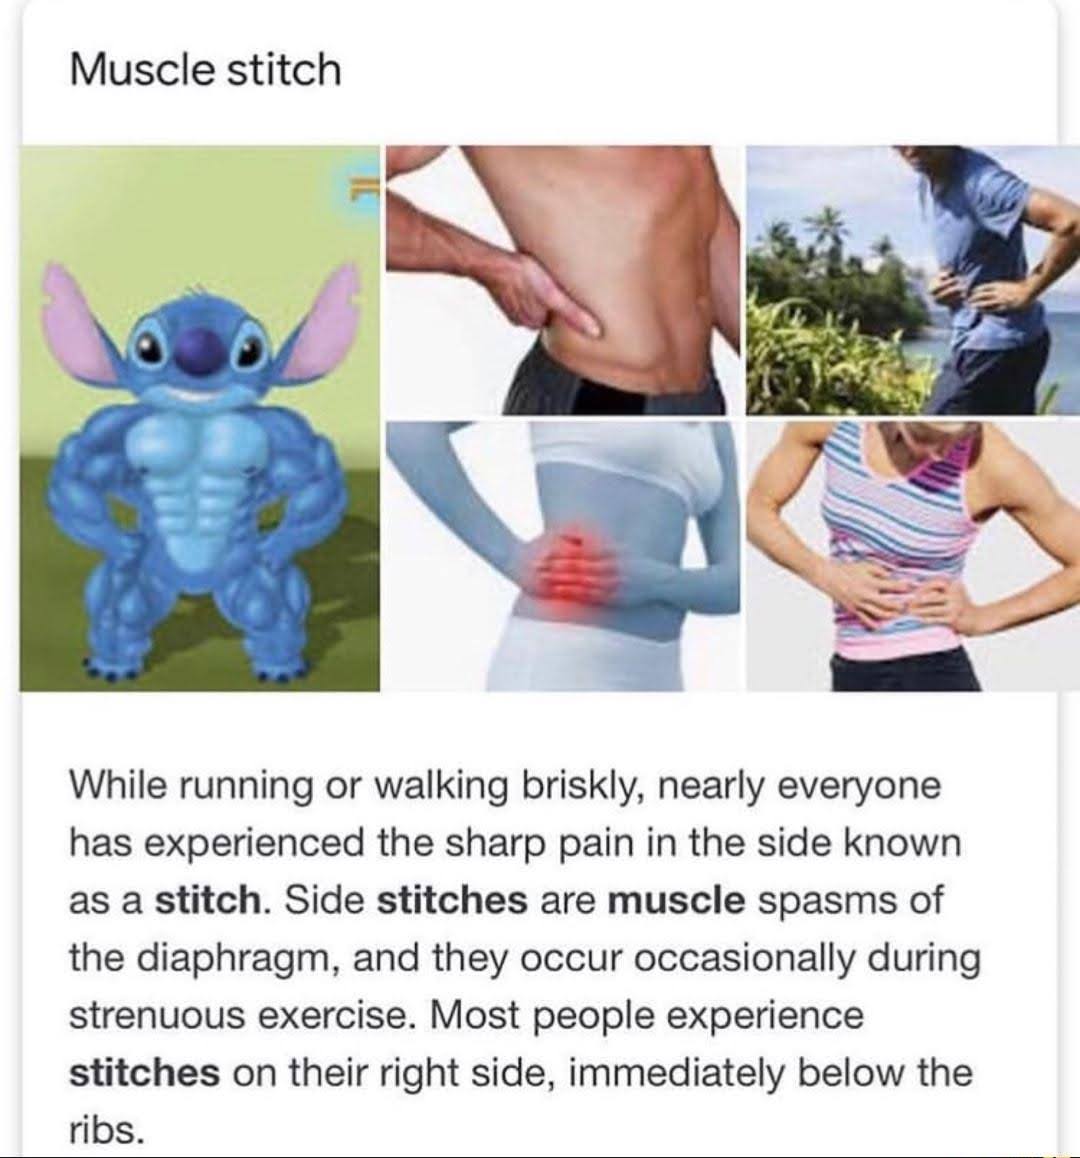 Muscle stitch
While running or walking briskly, nearly everyone
has experienced the sharp pain in the side known
as a stitch. Side stitches are muscle spasms of
the diaphragm, and they occur occasionally during
strenuous exercise. Most people experience
stitches on their right side, immediately below the
ribs.